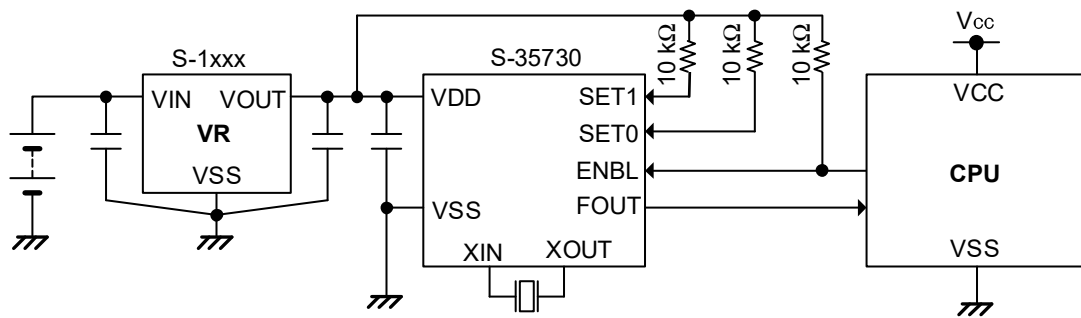 S-1xxx
VIN
VOUT
VR
VSS
S-35730
VDD
VSS
XIN
XOUT
SET1
SET0
ENBL
FOUT
10 kΩ
10 kΩ
10 kΩ
Vcc
VCC
CPU
VSS